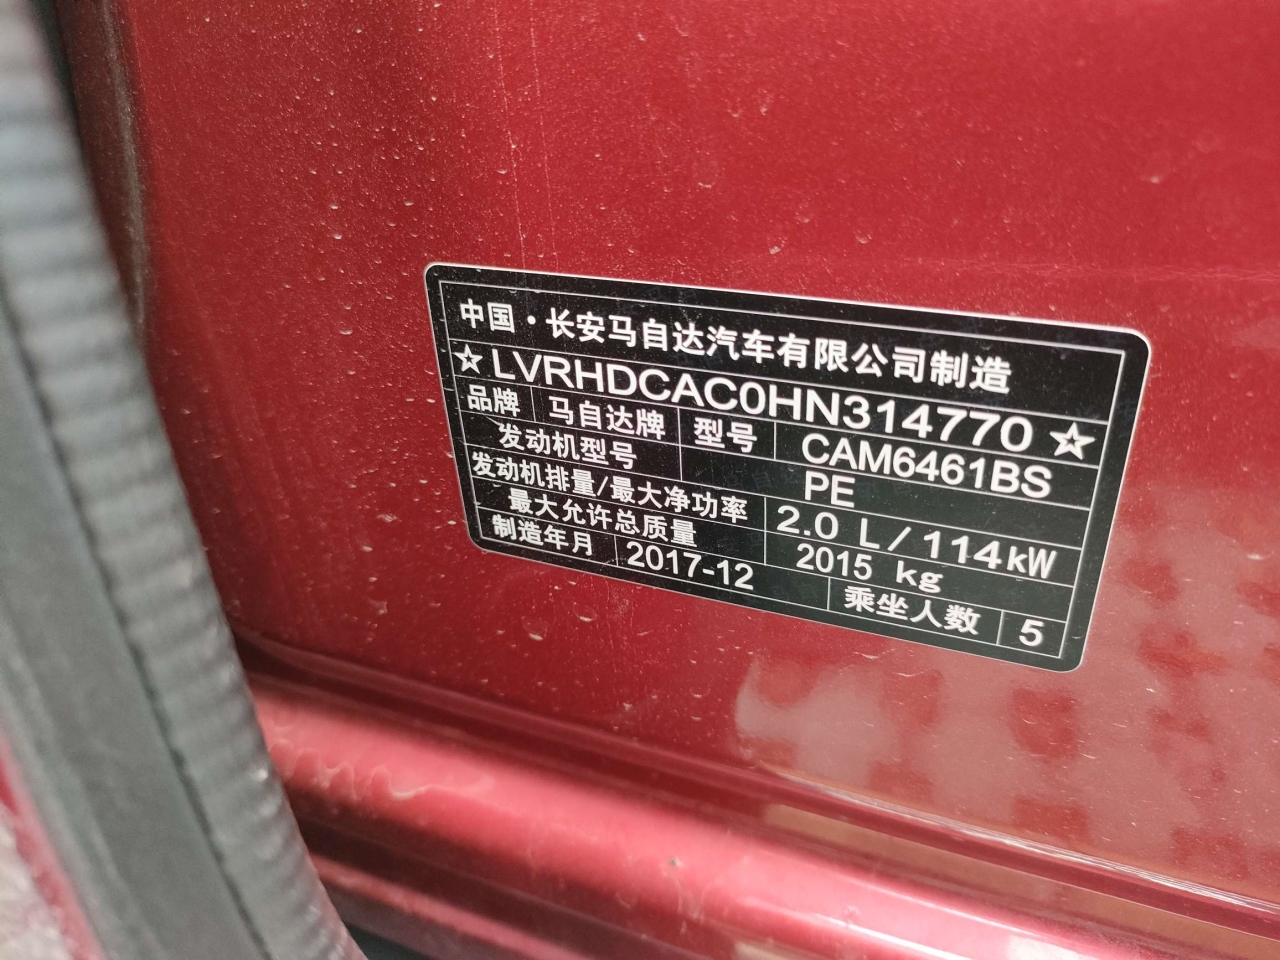 中国·长安马自达汽车有限公司制造
☆LVRHDCAC0HN314770☆
品牌 马自达牌 型号 CAM6461BS
发动机型号 PE
发动机排量/最大净功率 2.0 L/114kW
最大允许总质量 2015 kg
制造年月 2017-12 乘坐人数 5